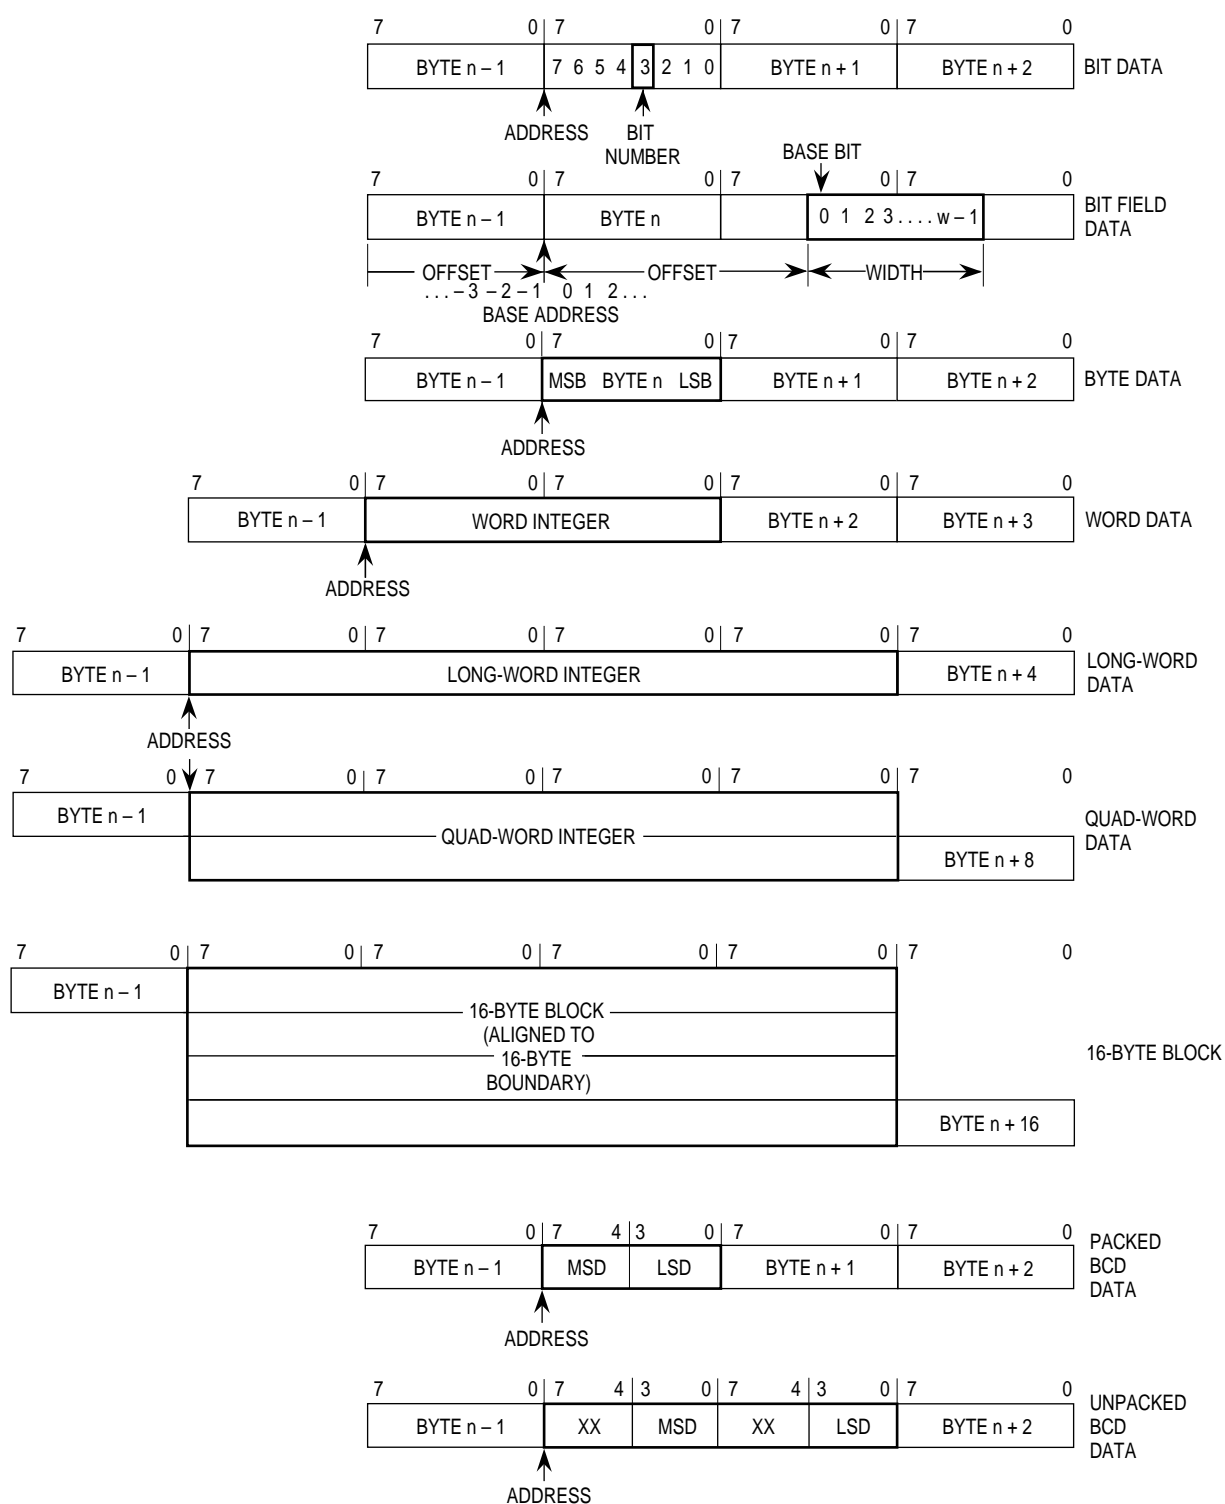 7 0 7 0 7 0 7 0
BYTE n – 1 7 6 5 4 3 2 1 0 BYTE n + 1 BYTE n + 2 BIT DATA
ADDRESS BIT
NUMBER
BASE BIT
7 0 7 0 7 0 7 0
BYTE n – 1 BYTE n 0 1 2 3 . . . . w – 1 BIT FIELD
DATA
OFFSET OFFSET WIDTH
. . . – 3 – 2 – 1 0 1 2 . . .
BASE ADDRESS
7 0 7 0 7 0 7 0
BYTE n – 1 MSB BYTE n LSB BYTE n + 1 BYTE n + 2 BYTE DATA
ADDRESS
7 0 7 0 7 0 7 0 7 0
BYTE n – 1 WORD INTEGER BYTE n + 2 BYTE n + 3 WORD DATA
ADDRESS
7 0 7 0 7 0 7 0 7 0 7 0
BYTE n – 1 LONG-WORD INTEGER BYTE n + 4 LONG-WORD
DATA
ADDRESS
7 0 7 0 7 0 7 0 7 0 7 0
BYTE n – 1
QUAD-WORD INTEGER QUAD-WORD
DATA
BYTE n + 8
7 0 7 0 7 0 7 0 7 0 7 0
BYTE n – 1
16-BYTE BLOCK
(ALIGNED TO
16-BYTE 16-BYTE BLOCK
BOUNDARY)
BYTE n + 16
7 0 7 4 3 0 7 0 7 0
BYTE n – 1 MSD LSD BYTE n + 1 BYTE n + 2 PACKED
BCD
DATA
ADDRESS
7 0 7 4 3 0 7 4 3 0 7 0
BYTE n – 1 XX MSD XX LSD BYTE n + 2 UNPACKED
BCD
DATA
ADDRESS